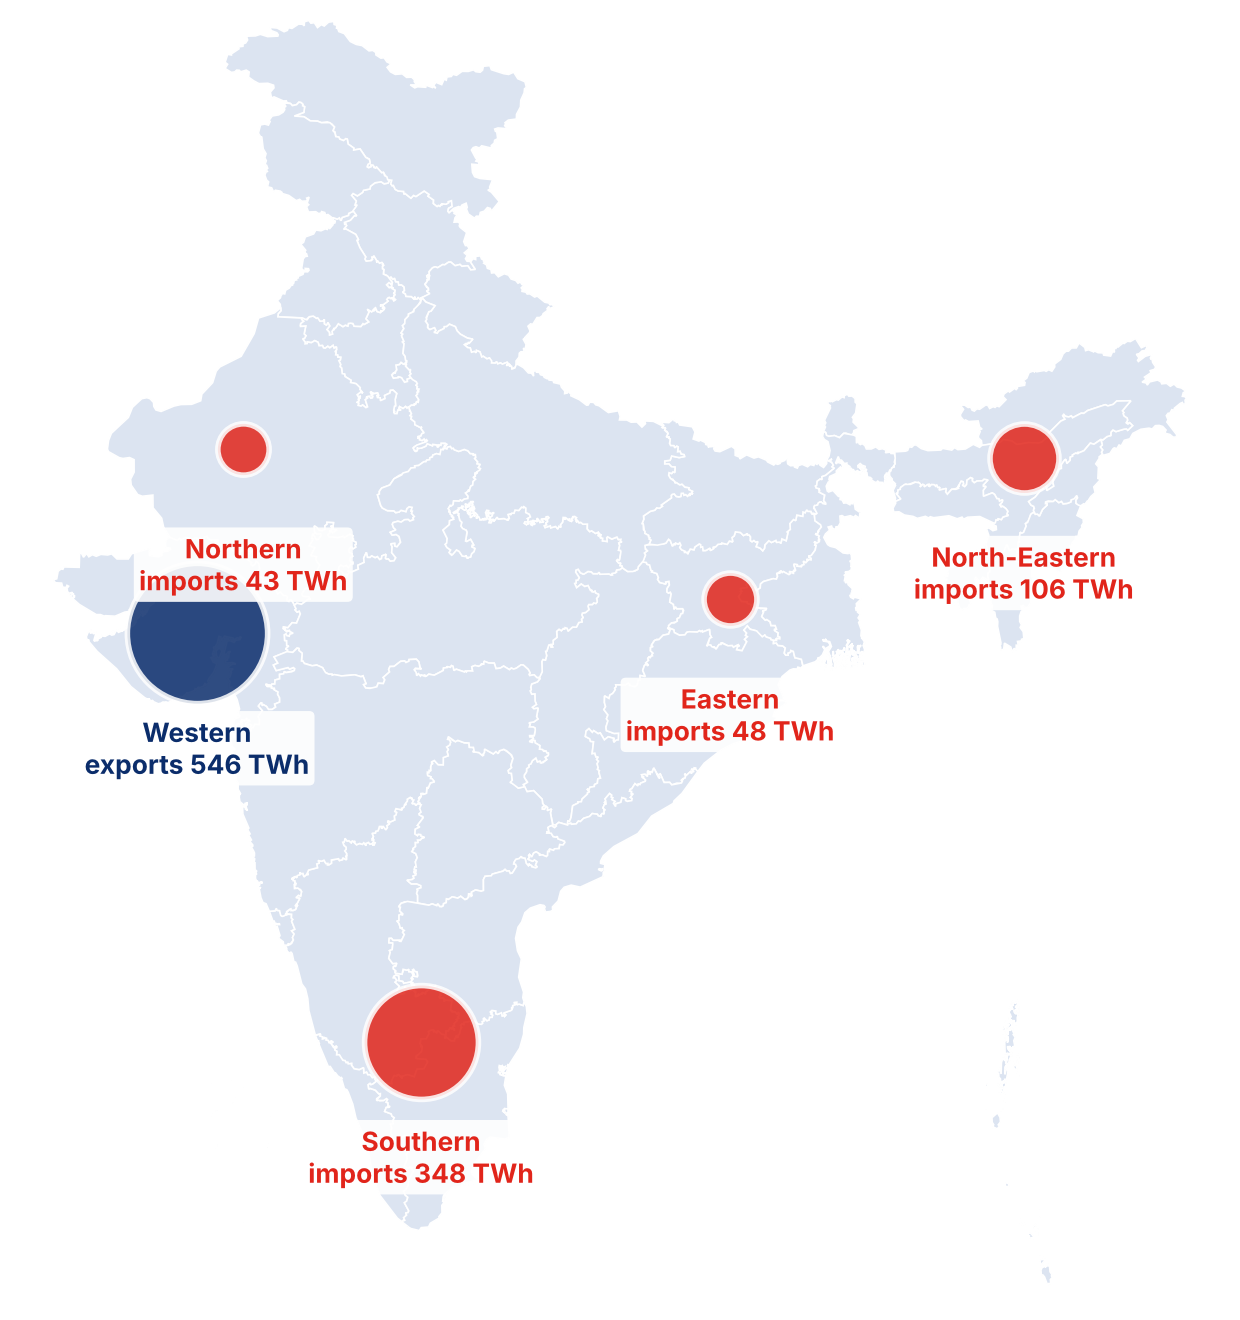 Northern
imports 43 TWh
North-Eastern
imports 106 TWh
Eastern
imports 48 TWh
Western
exports 546 TWh
Southern
imports 348 TWh